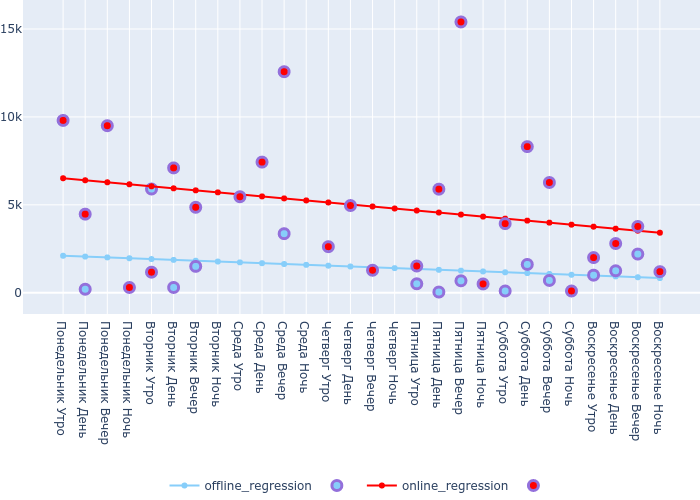 15k
10k
5k
0
Понедельник Утро
Понедельник День
Понедельник Вечер
Понедельник Ночь
Вторник Утро
Вторник День
Вторник Вечер
Вторник Ночь
Среда Утро
Среда День
Среда Вечер
Среда Ночь
Четверг Утро
Четверг День
Четверг Вечер
Четверг Ночь
Пятница Утро
Пятница День
Пятница Вечер
Пятница Ночь
Суббота Утро
Суббота День
Суббота Вечер
Суббота Ночь
Воскресенье Утро
Воскресенье День
Воскресенье Вечер
Воскресенье Ночь
offline_regression online_regression